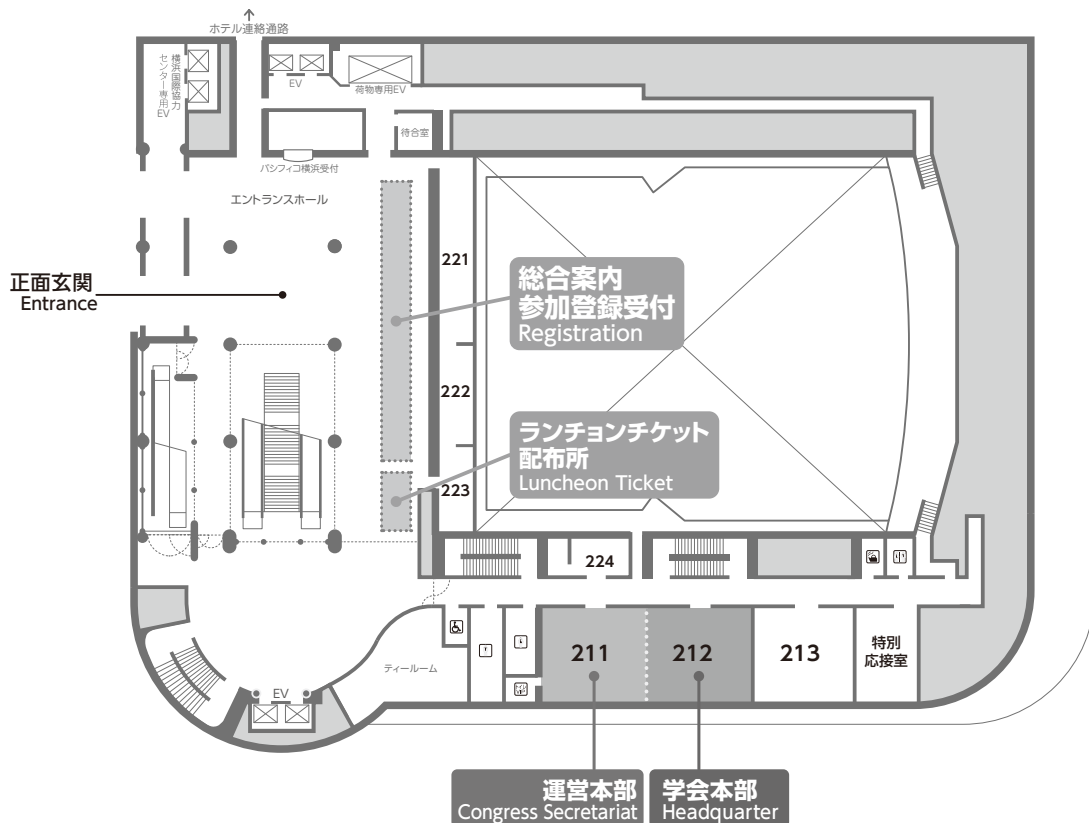 ホテル連絡通路
横浜国際協力
センター専用
EV
EV
荷物専用EV
待合室
パシフィコ横浜受付
エントランスホール
正面玄関
Entrance
221
総合案内
参加登録受付
Registration
222
ランチョンチケット
配布所
Luncheon Ticket
223
224
211
212
213
特別
応接室
ティールーム
EV
運営本部
Congress Secretariat
学会本部
Headquarter